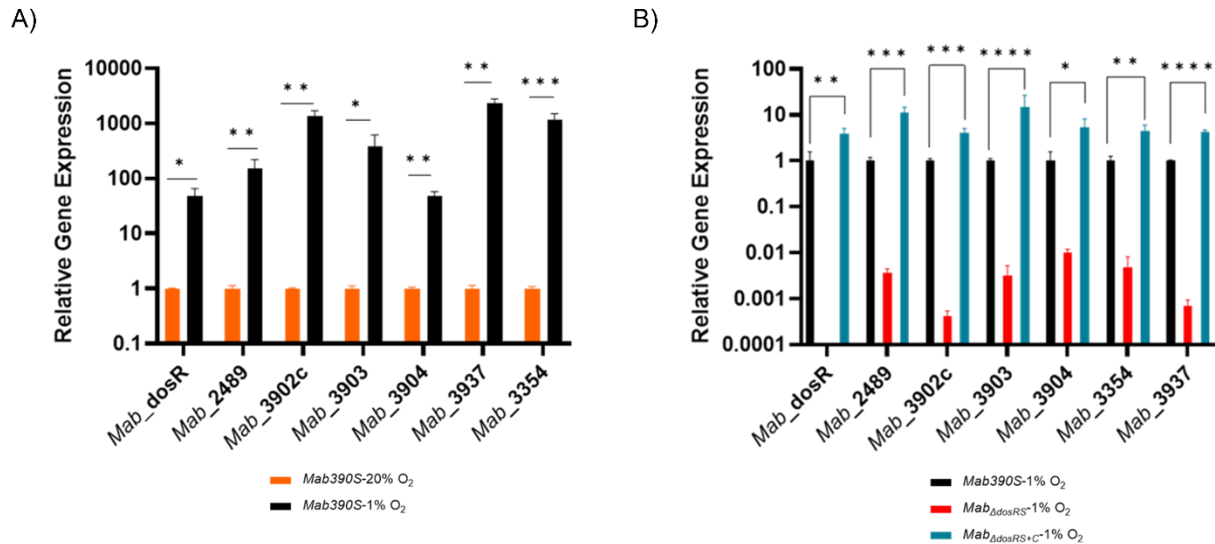 A)
Relative Gene Expression
10000
1000
100
10
1
0.1
*
* *
* *
*
* *
* *
* * *
Mab_dosR
Mab_2489
Mab_3902c
Mab_3903
Mab_3904
Mab_3937
Mab_3354
Mab390S-20% O₂
Mab390S-1% O₂
B)
Relative Gene Expression
100
10
1
0.1
0.01
0.001
0.0001
* *
* * *
* * *
* * * *
*
* *
* * * *
Mab_dosR
Mab_2489
Mab_3902c
Mab_3903
Mab_3904
Mab_3354
Mab_3937
Mab390S-1% O₂
MabΔdosRS-1% O₂
MabΔdosRS+C-1% O₂